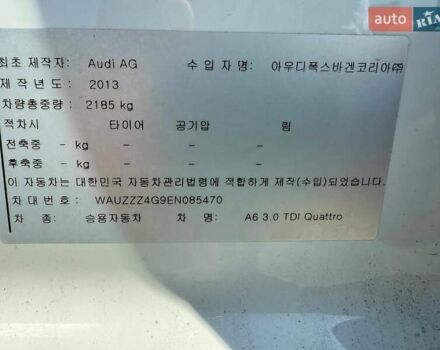 auto RIA
최초 제작자: Audi AG 수 입 자 명: 아우디폭스바겐코리아㈜
제 작 년 도: 2013
차량총중량: 2185 kg
적차시 타이어 공기압 림
전축중 – kg – – –
후축중 – kg – – –
이 자동차는 대한민국 자동차관리법령에 적합하게 제작(수입)되었습니다.
차 대 번 호: WAUZZZ4G9EN085470
차 종: 승용자동차 차 명: A6 3.0 TDI Quattro